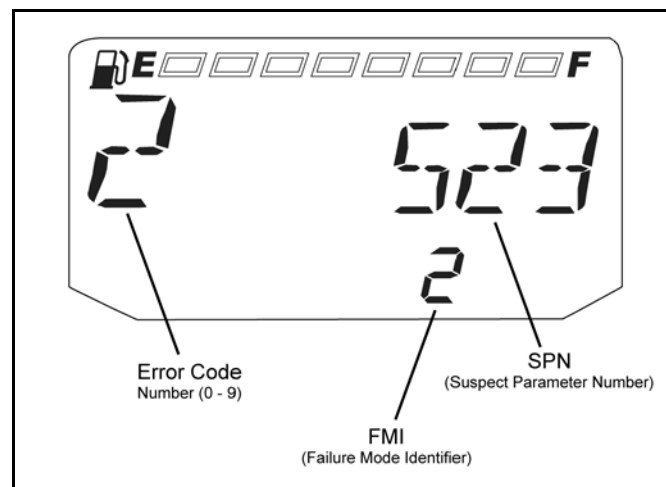 E F
2 523
2
Error Code
Number (0 - 9)
SPN
(Suspect Parameter Number)
FMI
(Failure Mode Identifier)